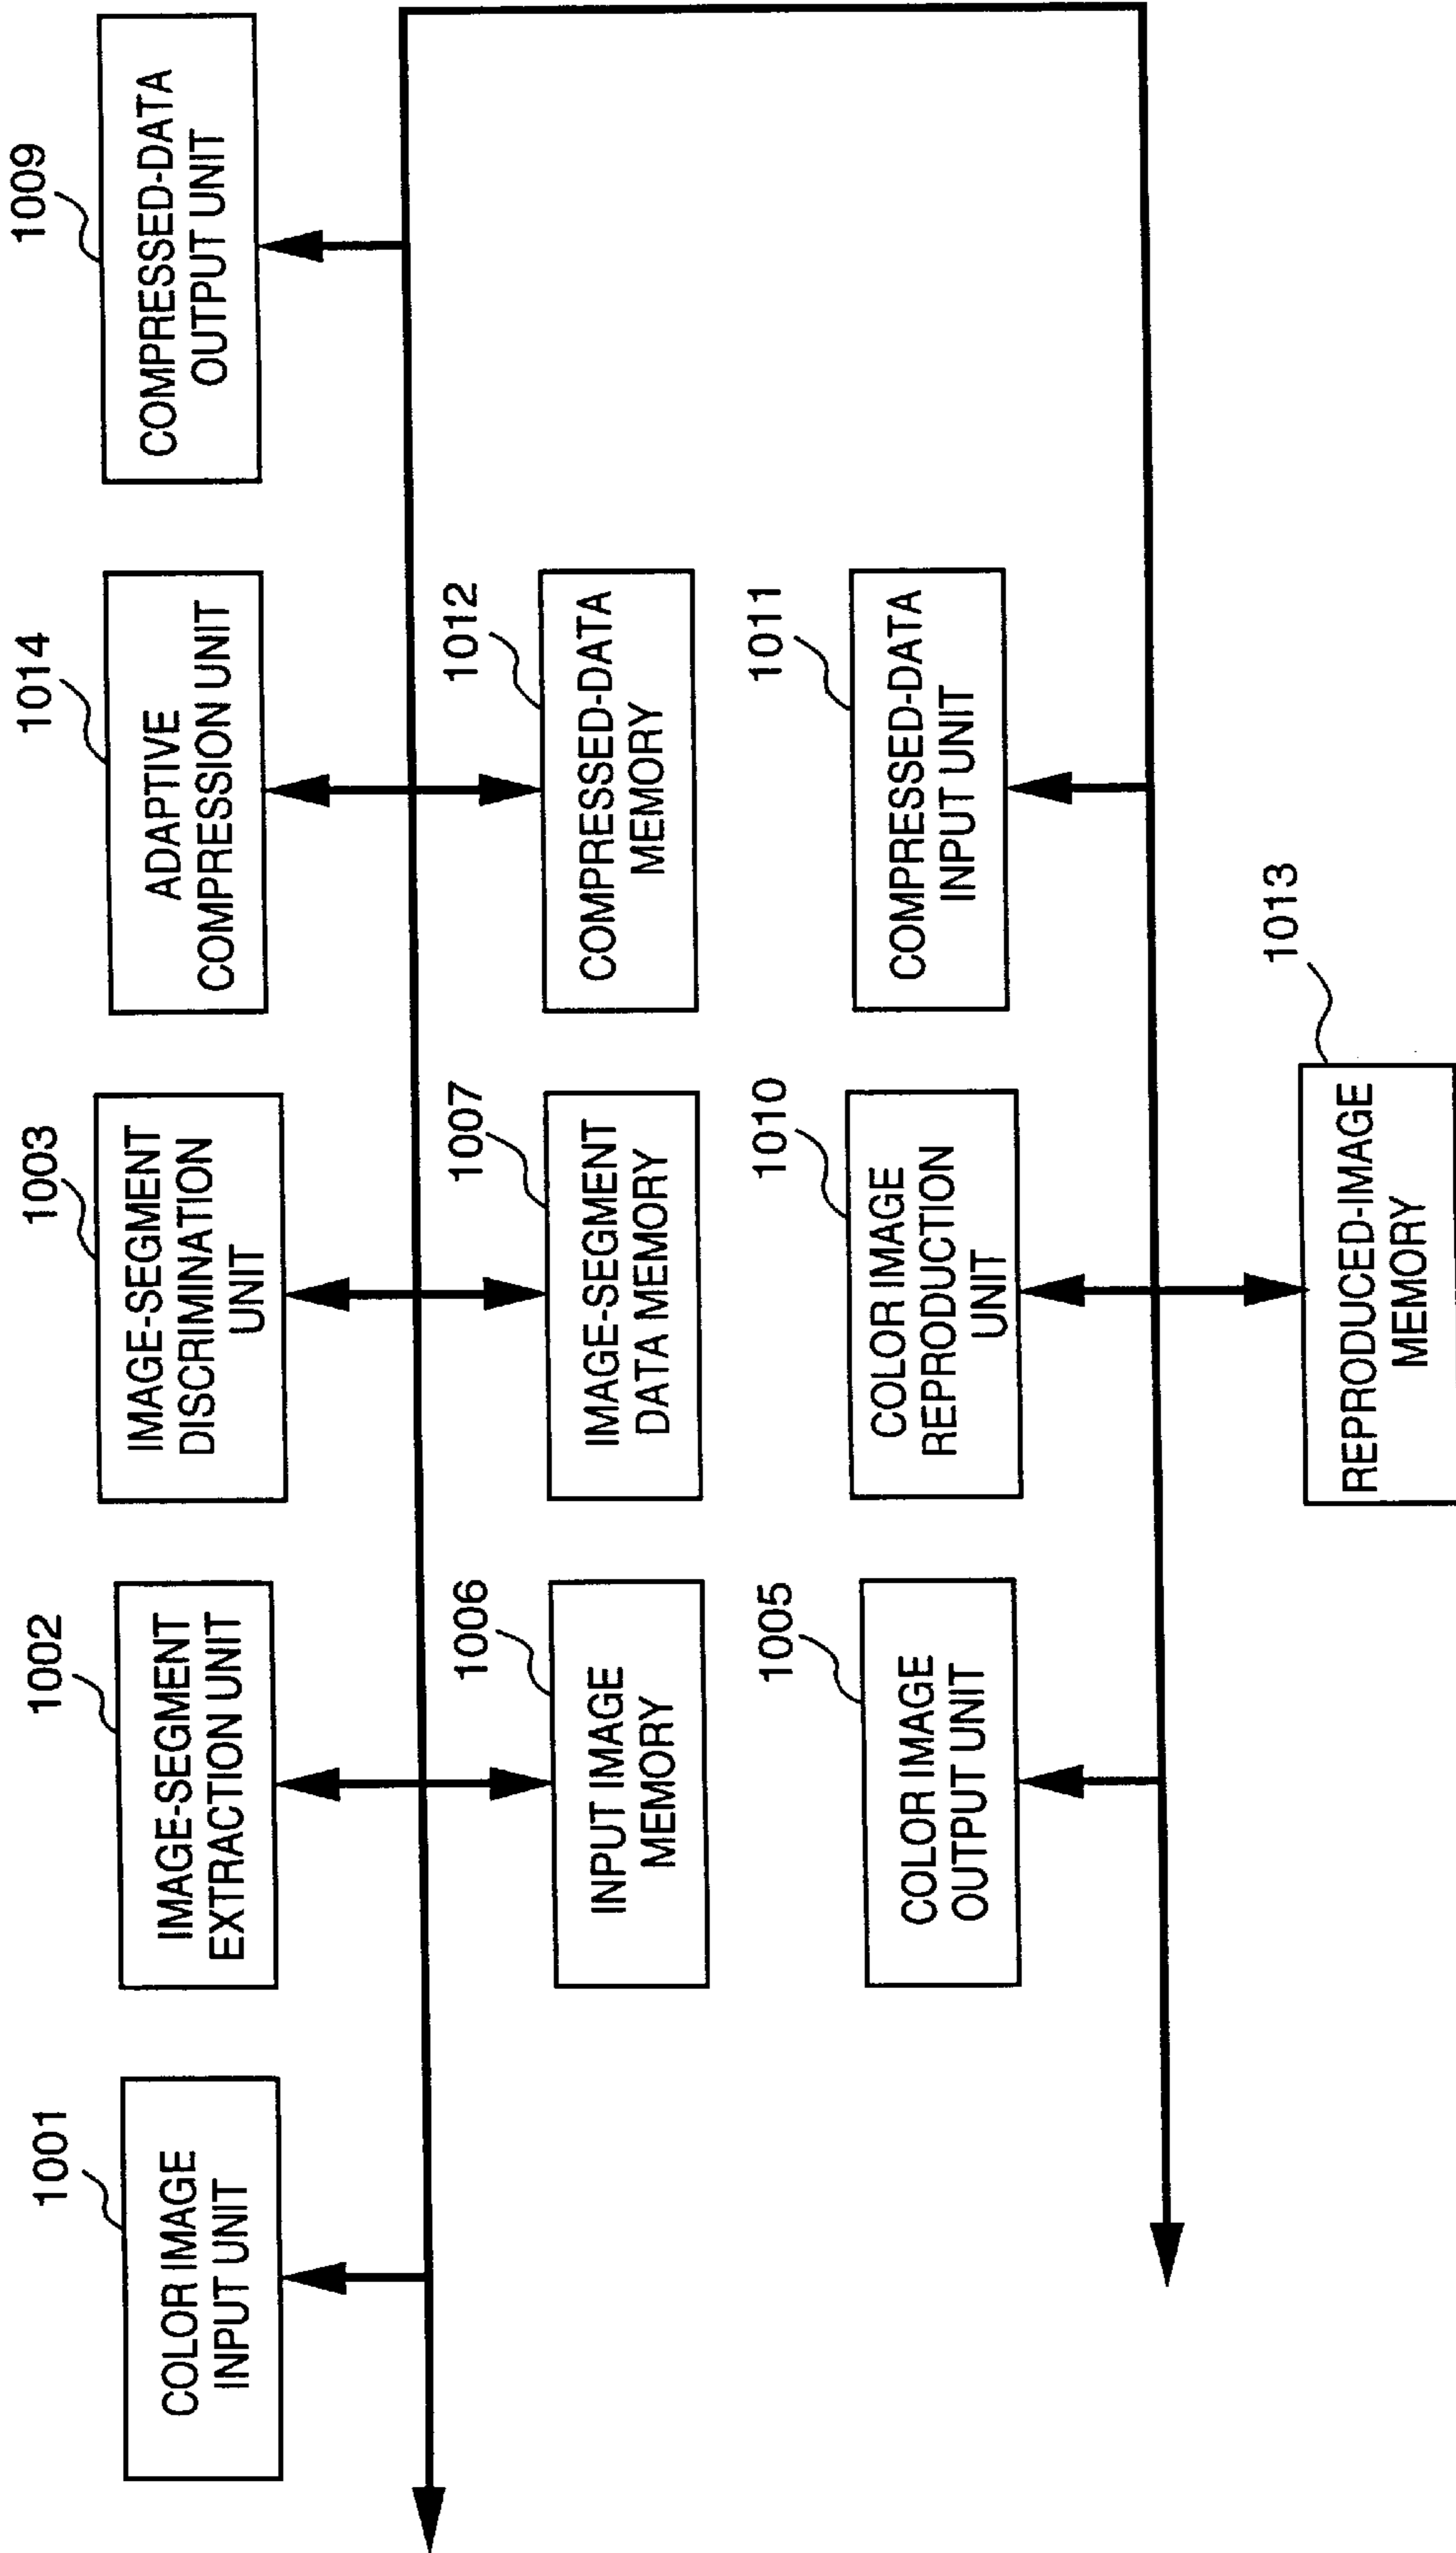 1001
COLOR IMAGE
INPUT UNIT
1002
IMAGE-SEGMENT
EXTRACTION UNIT
1003
IMAGE-SEGMENT
DISCRIMINATION
UNIT
1014
ADAPTIVE
COMPRESSION UNIT
1009
COMPRESSED-DATA
OUTPUT UNIT
1006
INPUT IMAGE
MEMORY
1007
IMAGE-SEGMENT
DATA MEMORY
1012
COMPRESSED-DATA
MEMORY
1005
COLOR IMAGE
OUTPUT UNIT
1010
COLOR IMAGE
REPRODUCTION
UNIT
1011
COMPRESSED-DATA
INPUT UNIT
1013
REPRODUCED-IMAGE
MEMORY